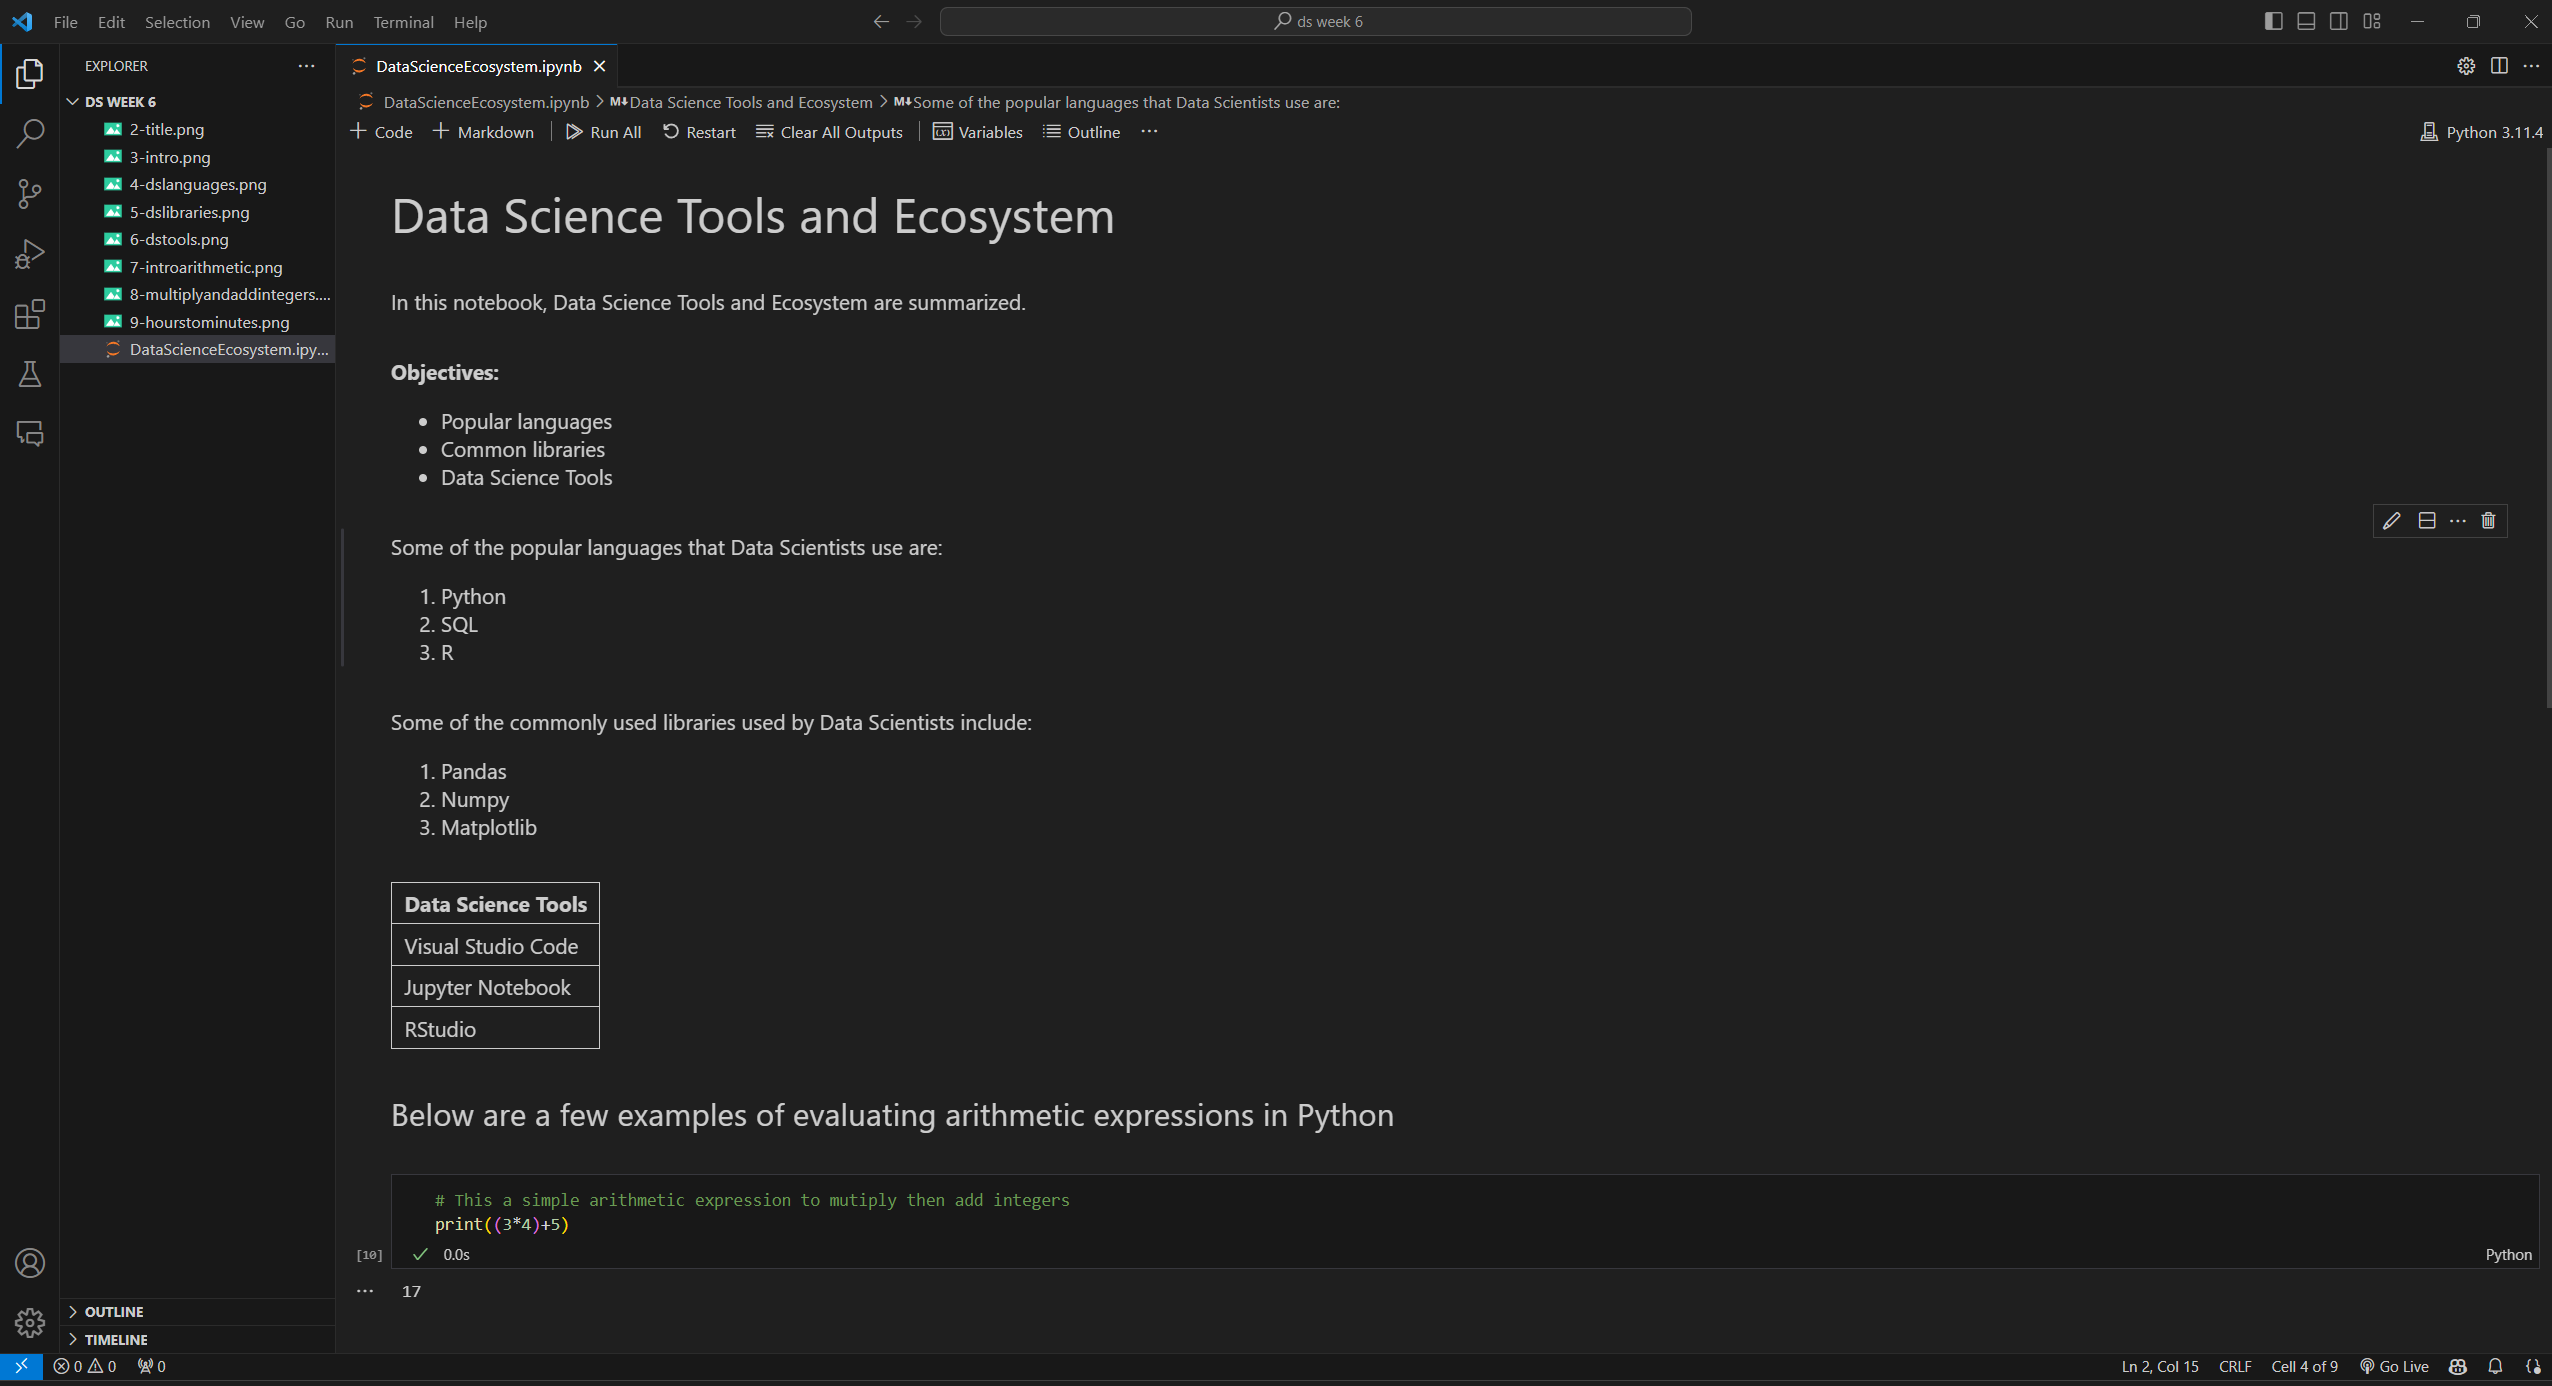 File Edit Selection View Go Run Terminal Help
ds week 6
EXPLORER
DS WEEK 6
2-title.png
3-intro.png
4-dslanguages.png
5-dslibraries.png
6-dstools.png
7-introarithmetic.png
8-multiplyandaddintegers....
9-hourstominutes.png
DataScienceEcosystem.ipy...
OUTLINE
TIMELINE
DataScienceEcosystem.ipynb
DataScienceEcosystem.ipynb > M↓Data Science Tools and Ecosystem > M↓Some of the popular languages that Data Scientists use are:
+ Code + Markdown | Run All Restart Clear All Outputs | Variables Outline ... Python 3.11.4
Data Science Tools and Ecosystem
In this notebook, Data Science Tools and Ecosystem are summarized.
Objectives:
• Popular languages
• Common libraries
• Data Science Tools
Some of the popular languages that Data Scientists use are:
1. Python
2. SQL
3. R
Some of the commonly used libraries used by Data Scientists include:
1. Pandas
2. Numpy
3. Matplotlib
Data Science Tools
Visual Studio Code
Jupyter Notebook
RStudio
Below are a few examples of evaluating arithmetic expressions in Python
# This a simple arithmetic expression to mutiply then add integers
print((3*4)+5)
[10] ✓ 0.0s Python
... 17
0 0 0 Ln 2, Col 15 CRLF Cell 4 of 9 Go Live